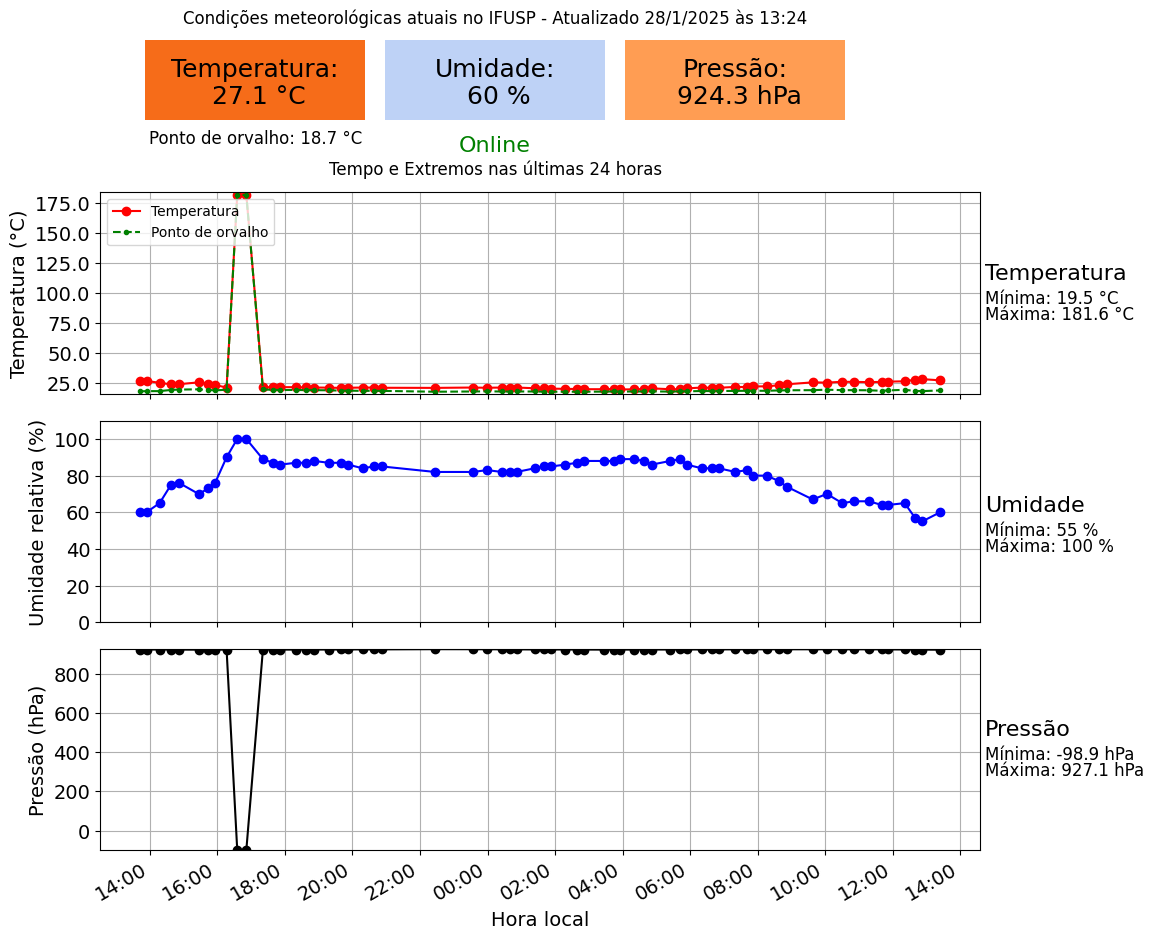 Condições meteorológicas atuais no IFUSP - Atualizado 28/1/2025 às 13:24
Temperatura:
27.1 °C
Umidade:
60 %
Pressão:
924.3 hPa
Ponto de orvalho: 18.7 °C
Online
Tempo e Extremos nas últimas 24 horas
Temperatura (°C)
175.0
150.0
125.0
100.0
75.0
50.0
25.0
Temperatura
Ponto de orvalho
Temperatura
Mínima: 19.5 °C
Máxima: 181.6 °C
Umidade relativa (%)
100
80
60
40
20
0
Umidade
Mínima: 55 %
Máxima: 100 %
Pressão (hPa)
800
600
400
200
0
Pressão
Mínima: -98.9 hPa
Máxima: 927.1 hPa
14:00
16:00
18:00
20:00
22:00
00:00
02:00
04:00
06:00
08:00
10:00
12:00
14:00
Hora local